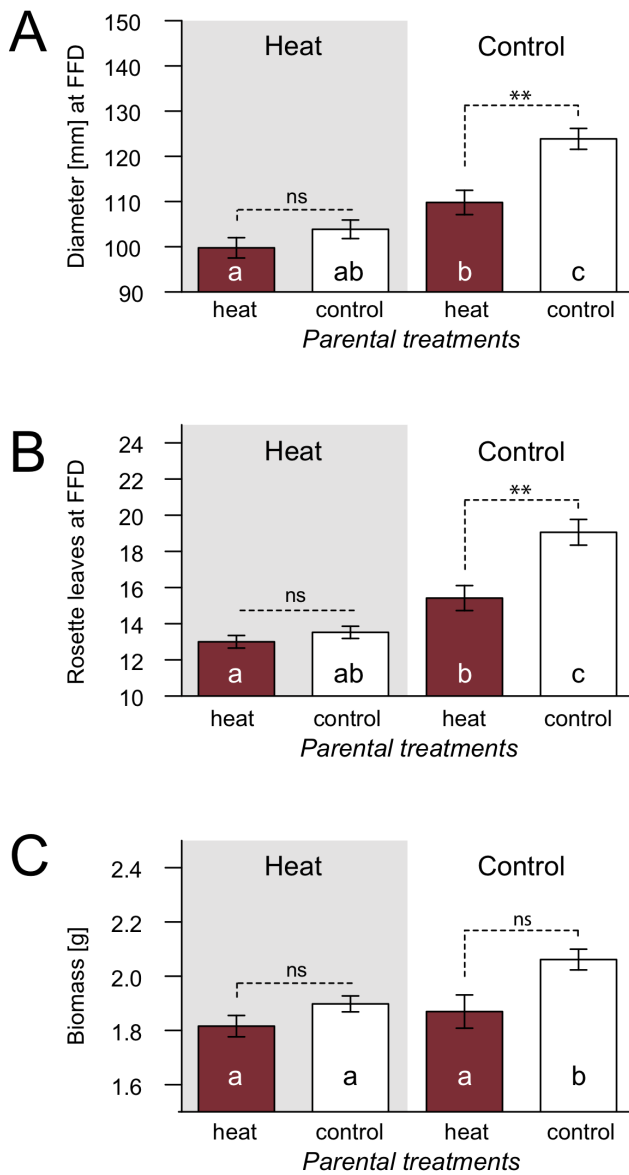 A
Diameter [mm] at FFD
150
140
130
120
110
100
90
Heat
Control
ns
**
a
ab
b
c
heat
control
heat
control
Parental treatments
B
Rosette leaves at FFD
24
22
20
18
16
14
12
10
Heat
Control
ns
**
a
ab
b
c
heat
control
heat
control
Parental treatments
C
Biomass [g]
2.4
2.2
2.0
1.8
1.6
Heat
Control
ns
ns
a
a
a
b
heat
control
heat
control
Parental treatments